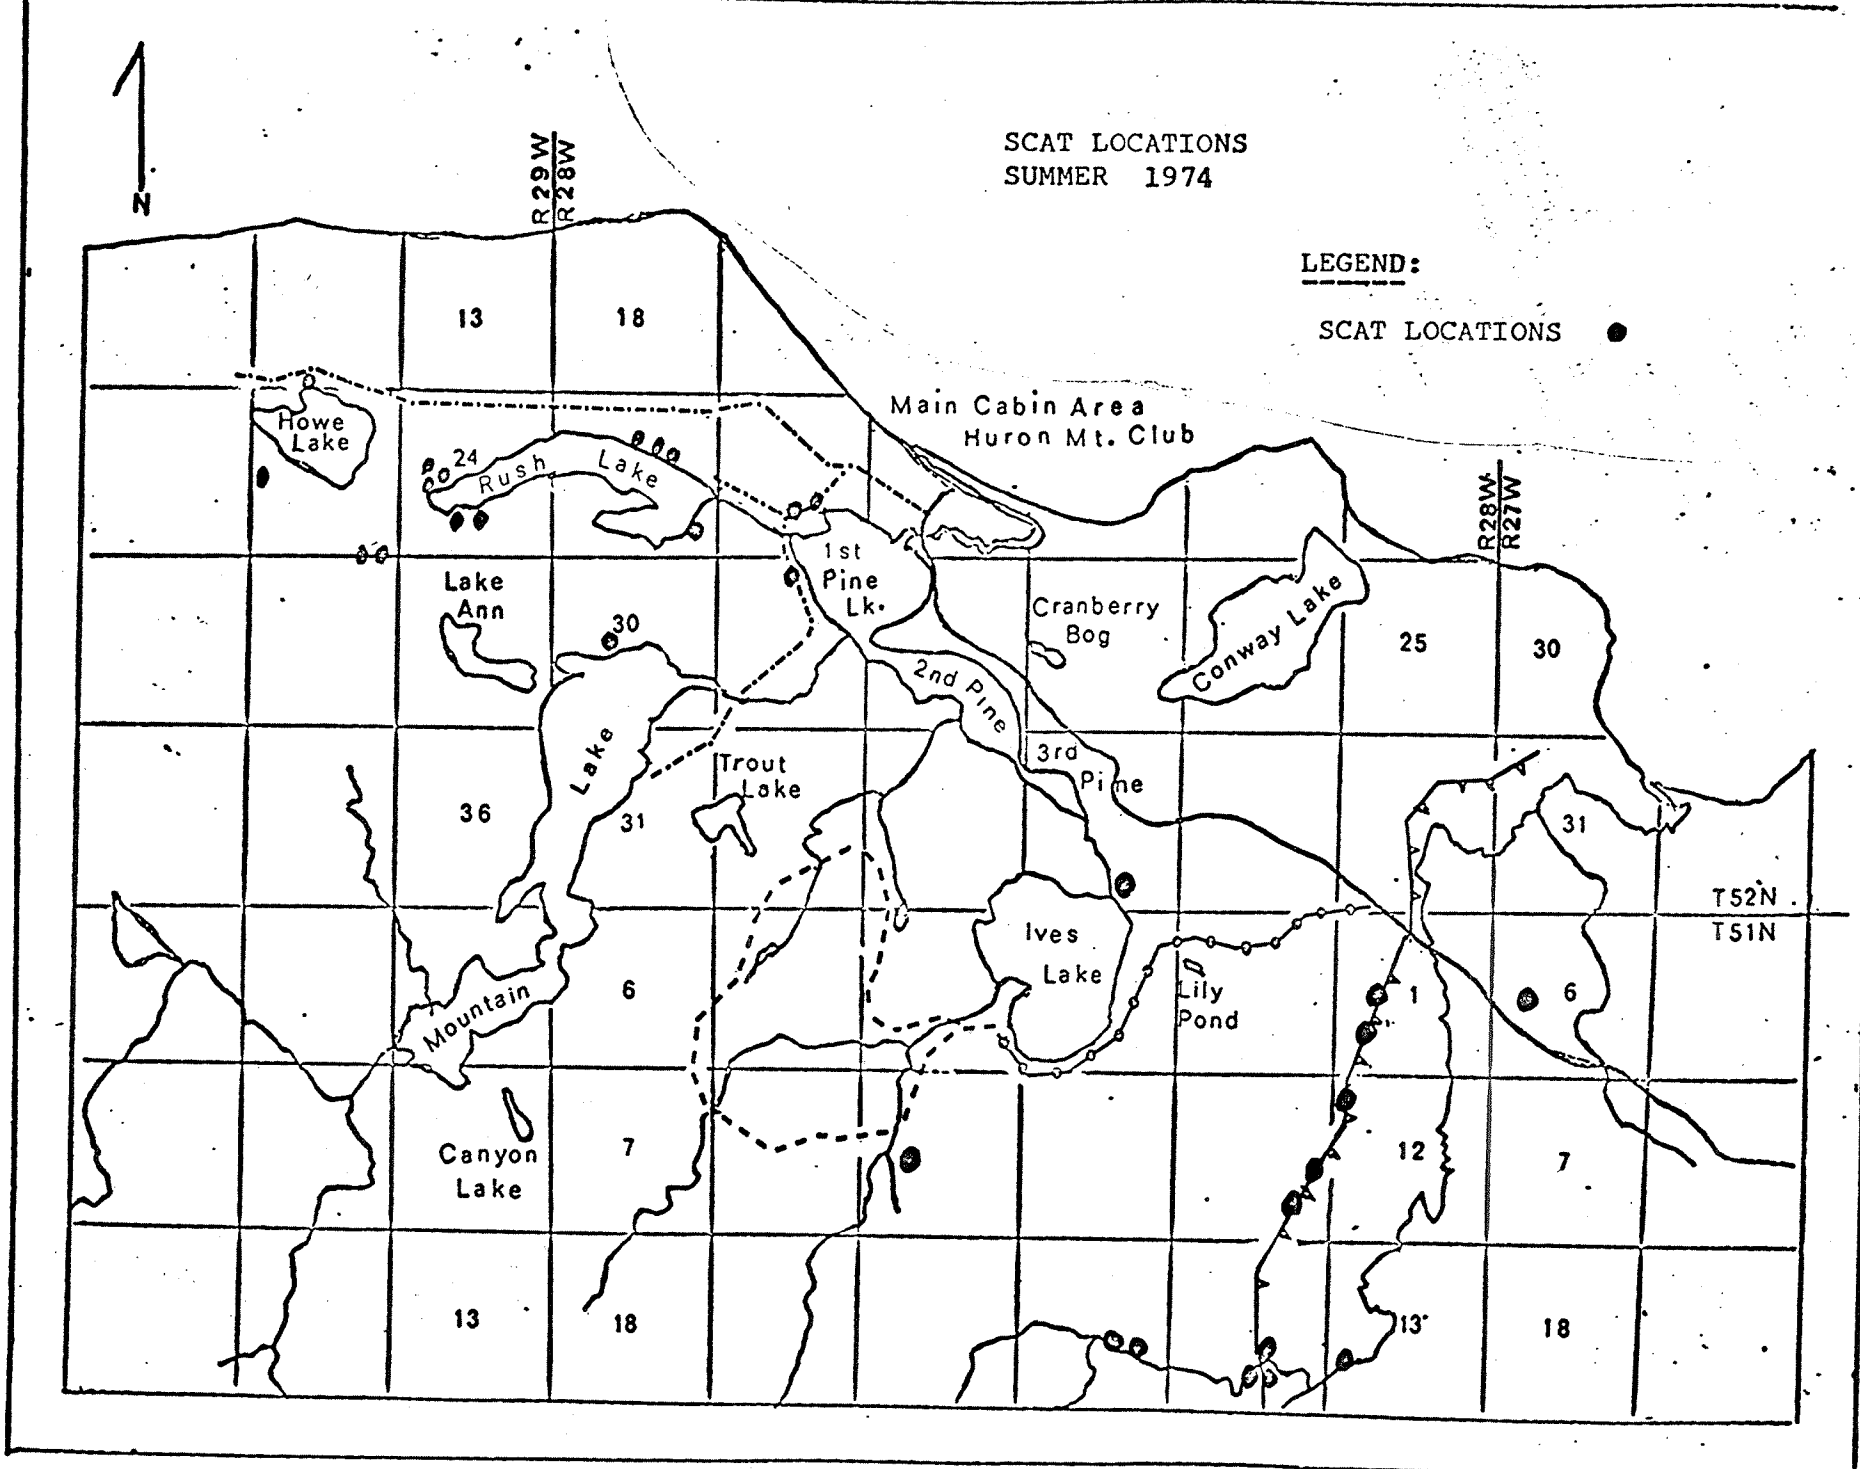 SCAT LOCATIONS
SUMMER 1974
N
R29W
R28W
LEGEND:
SCAT LOCATIONS
13
18
Main Cabin Area
Huron Mt. Club
Howe
Lake
24
Rush Lake
R28W
R27W
1st
Pine
Lk.
Lake
Ann
30
Cranberry
Bog
Conway Lake
25
30
2nd Pine
3rd
Pine
Trout
Lake
Lake
36
31
31
T52N
T51N
Ives
Lake
Mountain
6
Lily
Pond
1
6
Canyon
Lake
7
12
7
13
18
13
18